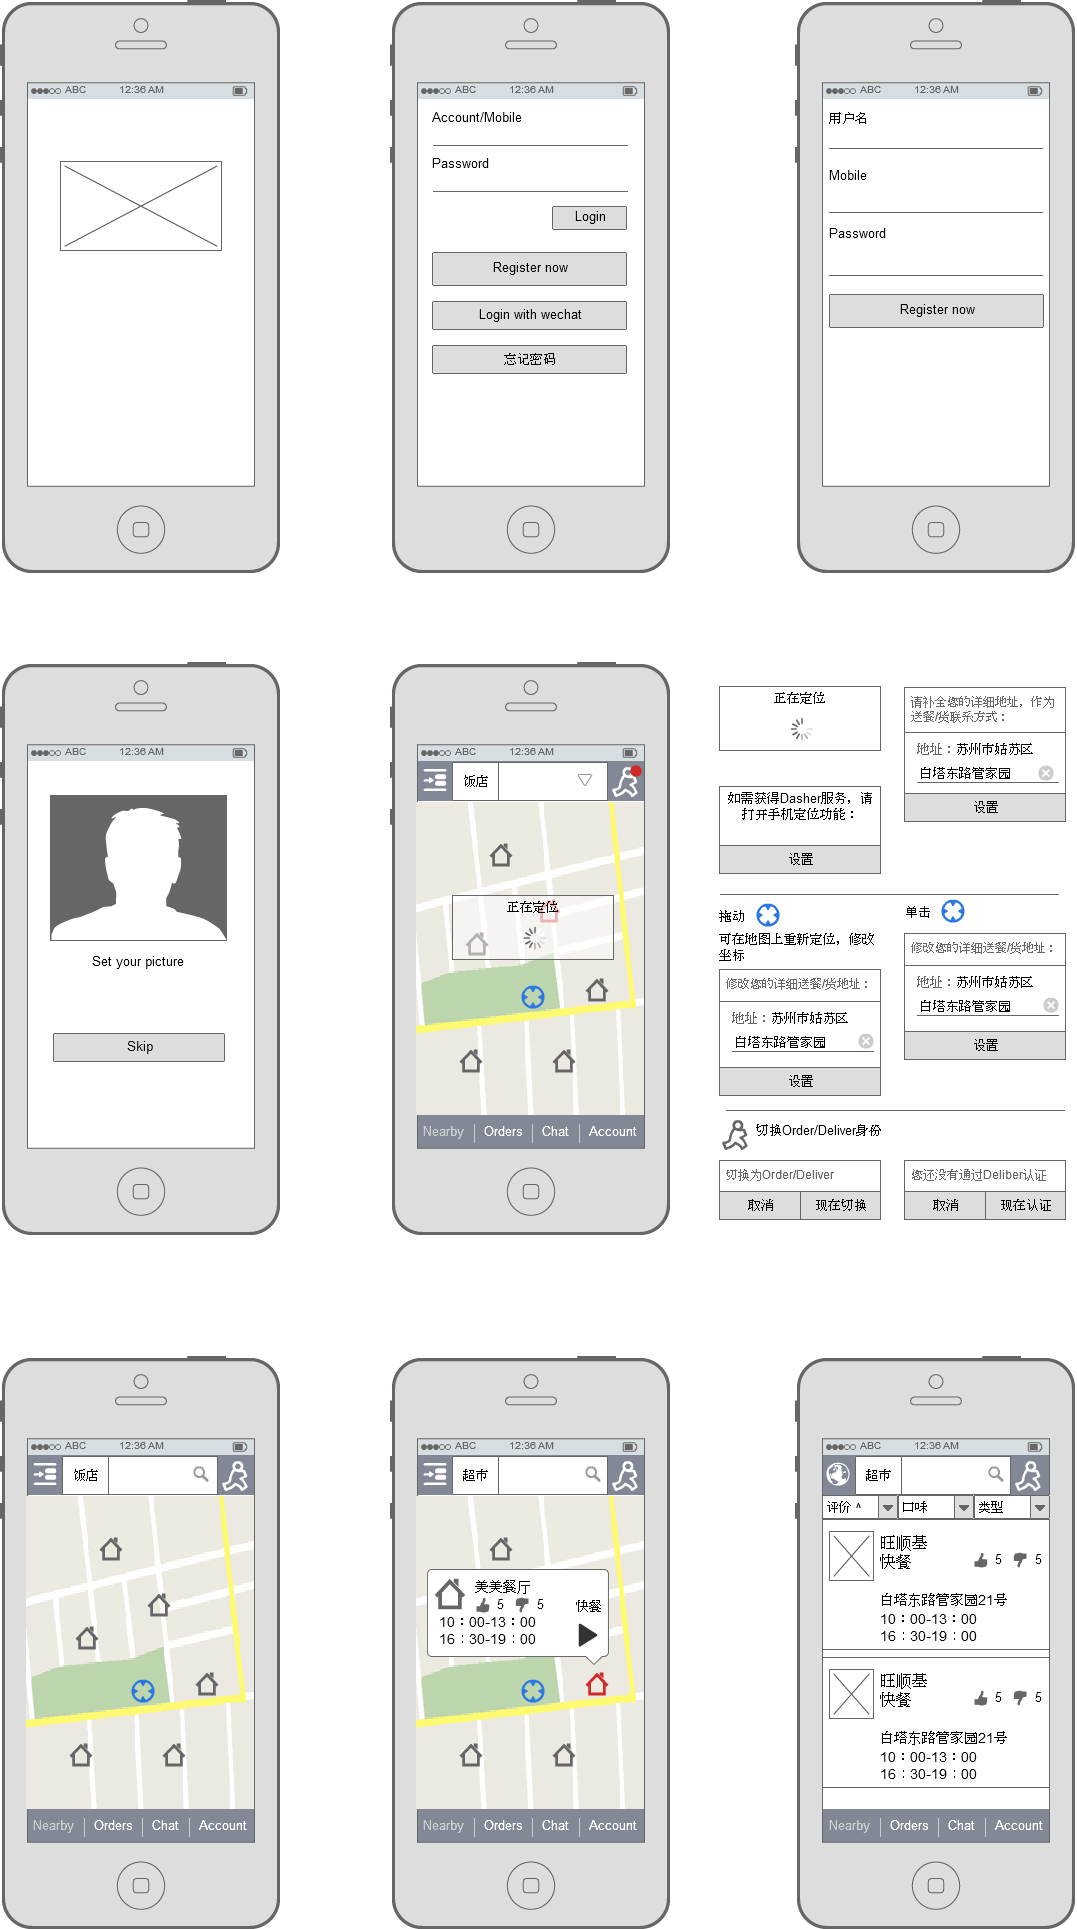 ABC 12:36 AM
ABC 12:36 AM
Account/Mobile
Password
Login
Register now
Login with wechat
忘记密码
ABC 12:36 AM
用户名
Mobile
Password
Register now
ABC 12:36 AM
Set your picture
Skip
ABC 12:36 AM
饭店
正在定位
Nearby Orders Chat Account
正在定位
如需获得Dasher服务，请
打开手机定位功能：
设置
请补全您的详细地址，作为
送餐/货联系方式：
地址：苏州市姑苏区
白塔东路管家园
设置
拖动
可在地图上重新定位，修改
坐标
修改您的详细送餐/货地址：
地址：苏州市姑苏区
白塔东路管家园
设置
单击
修改您的详细送餐/货地址：
地址：苏州市姑苏区
白塔东路管家园
设置
切换Order/Deliver身份
切换为Order/Deliver
取消 现在切换
您还没有通过Deliber认证
取消 现在认证
ABC 12:36 AM
饭店
Nearby Orders Chat Account
ABC 12:36 AM
超市
美美餐厅
5 5 快餐
10：00-13：00
16：30-19：00
Nearby Orders Chat Account
ABC 12:36 AM
超市
评价 ^ 口味 类型
旺顺基
快餐 5 5
白塔东路管家园21号
10：00-13：00
16：30-19：00
旺顺基
快餐 5 5
白塔东路管家园21号
10：00-13：00
16：30-19：00
Nearby Orders Chat Account